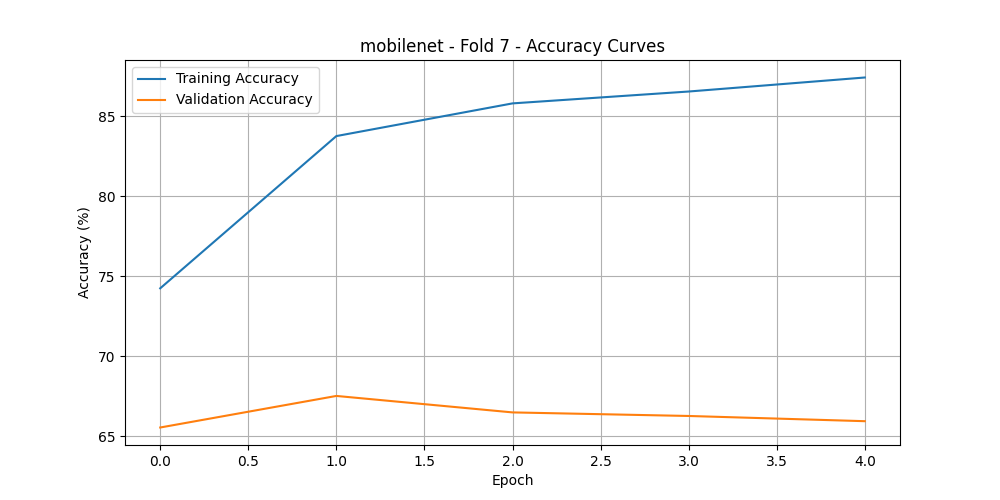 mobilenet - Fold 7 - Accuracy Curves
Training Accuracy
Validation Accuracy
85
80
75
70
65
Accuracy (%)
0.0 0.5 1.0 1.5 2.0 2.5 3.0 3.5 4.0
Epoch